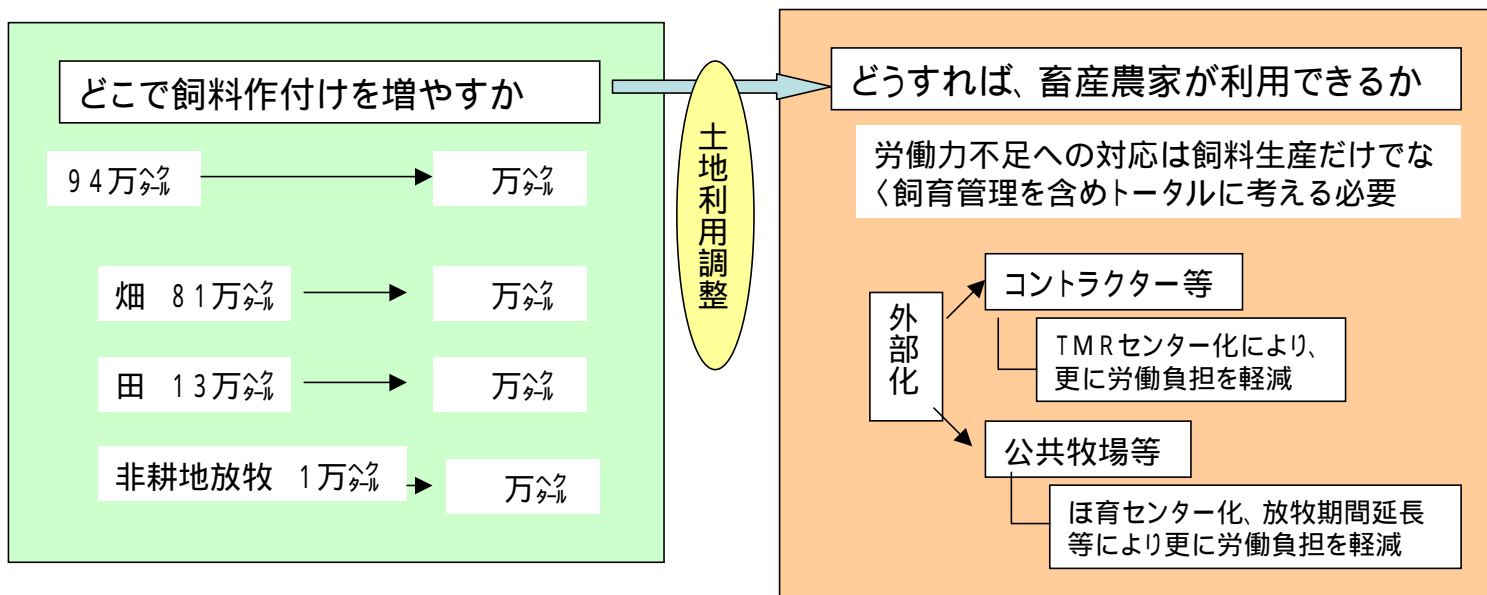 どこで飼料作付けを増やすか
94万㌶
万㌶
畑 81万㌶
万㌶
田 13万㌶
万㌶
非耕地放牧 1万㌶
万㌶
土地利用調整
どうすれば、畜産農家が利用できるか
労働力不足への対応は飼料生産だけでな
く飼育管理を含めトータルに考える必要
外部化
コントラクター等
TMRセンター化により、
更に労働負担を軽減
公共牧場等
ほ育センター化、放牧期間延長
等により更に労働負担を軽減